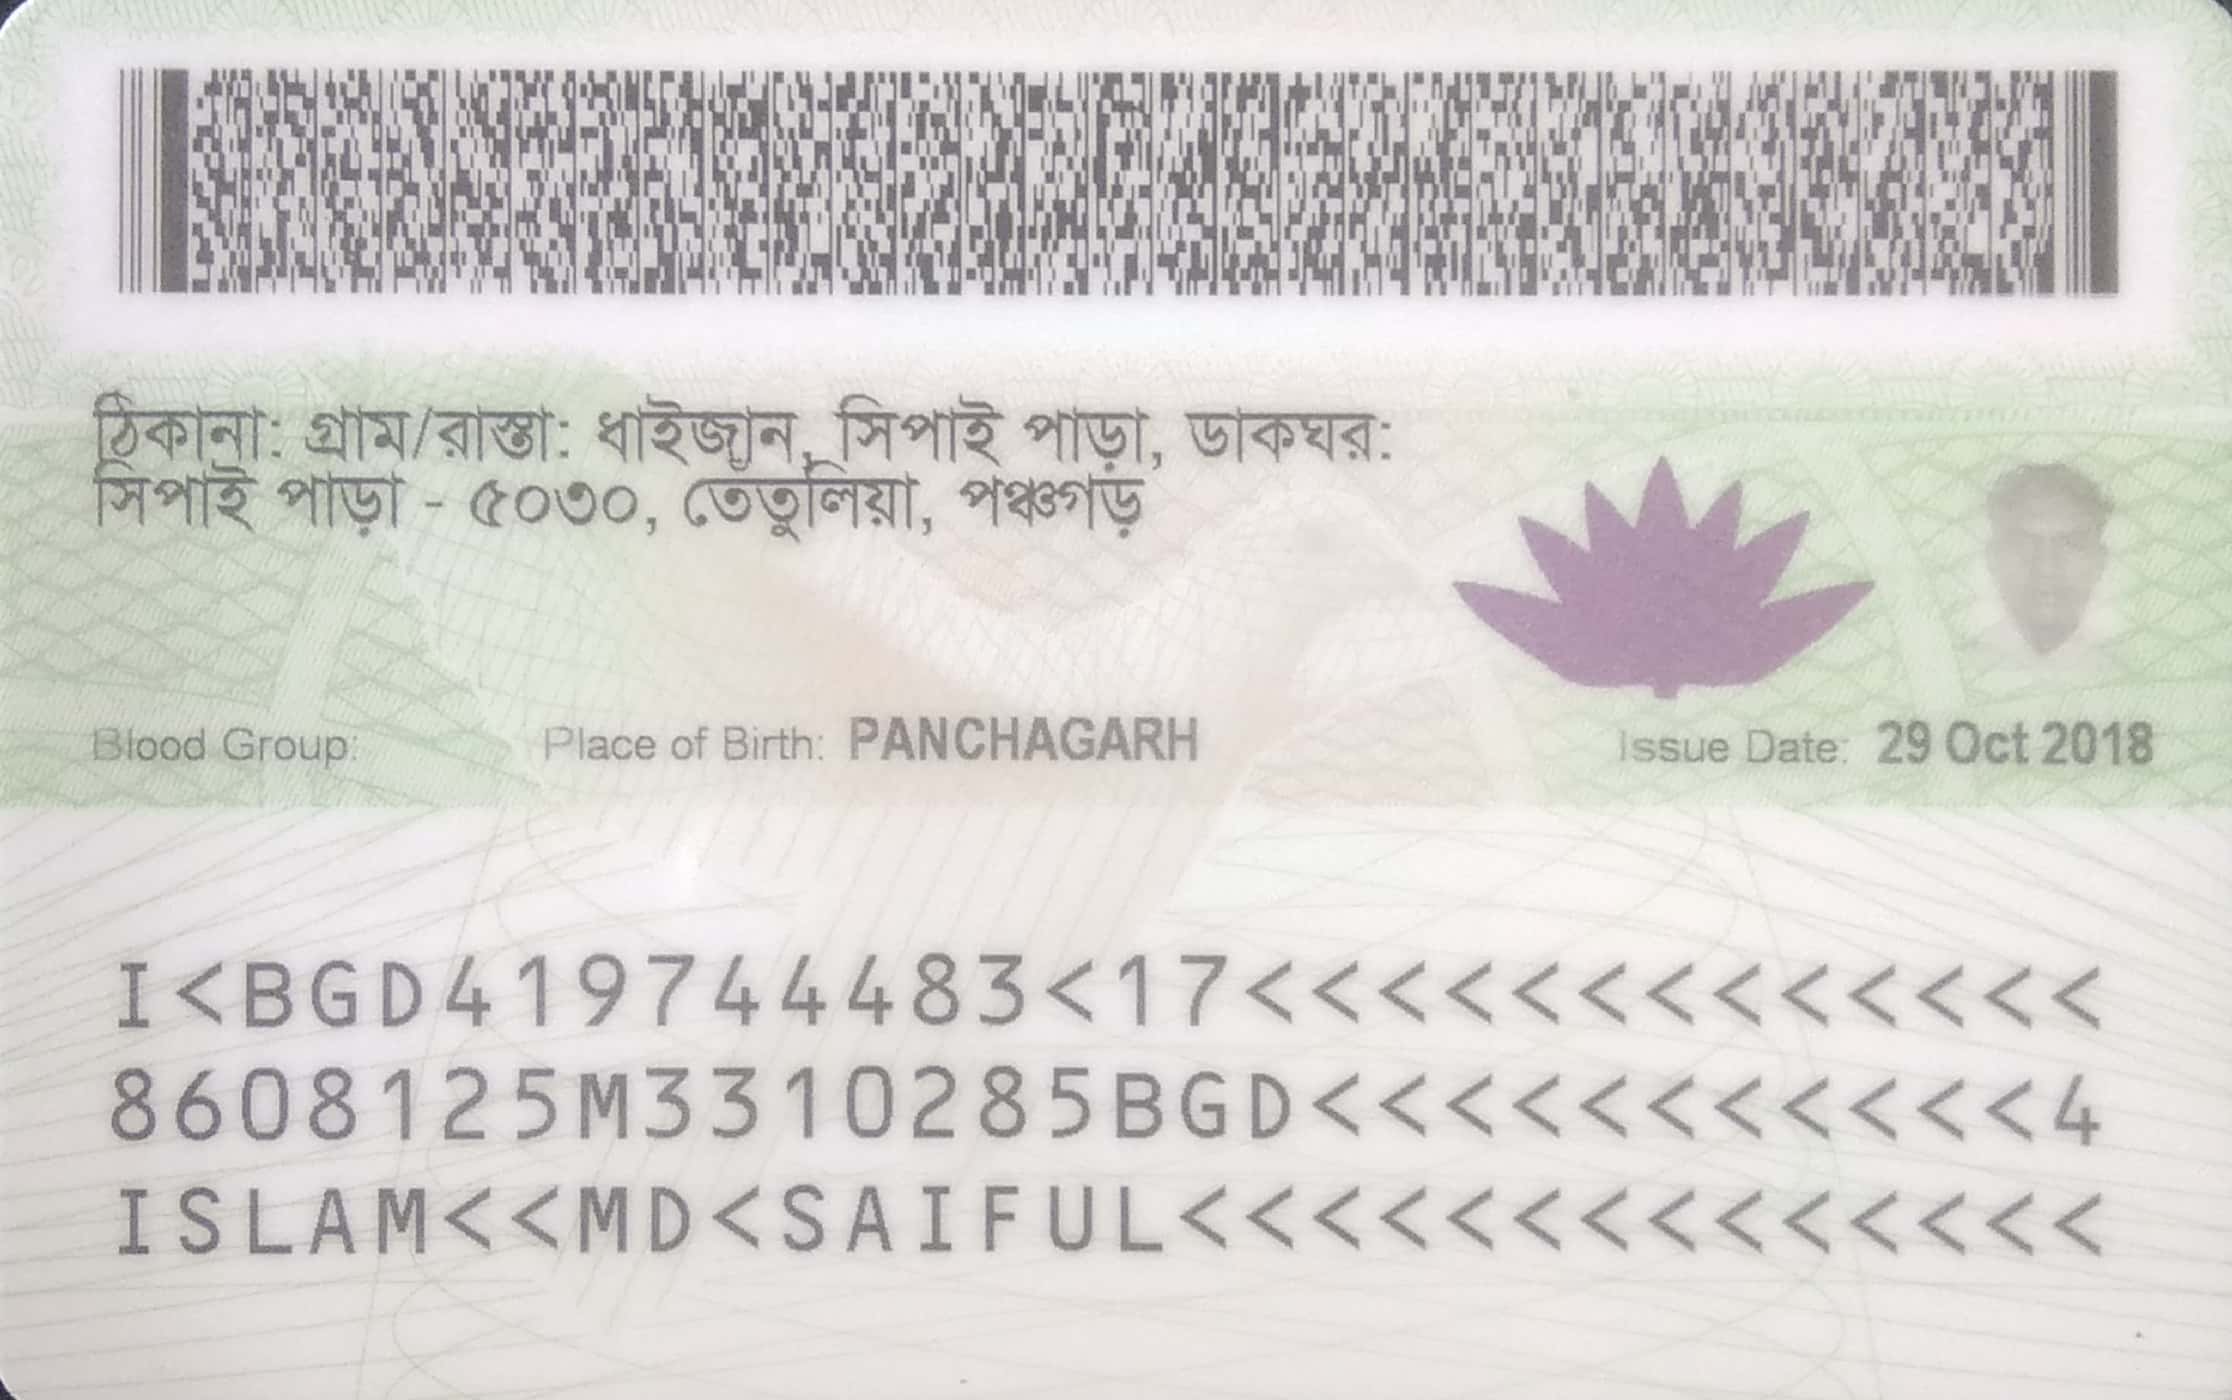 ঠিকানা: গ্রাম/রাস্তা: ধাইজান, সিপাই পাড়া, ডাকঘর:
সিপাই পাড়া - ৫০৩০, তেঁতুলিয়া, পঞ্চগড়
Blood Group: Place of Birth: PANCHAGARH Issue Date: 29 Oct 2018
I<BGD419744483<17<<<<<<<<<<<<<
8608125M3310285BGD<<<<<<<<<<<4
ISLAM<<MD<SAIFUL<<<<<<<<<<<<<<